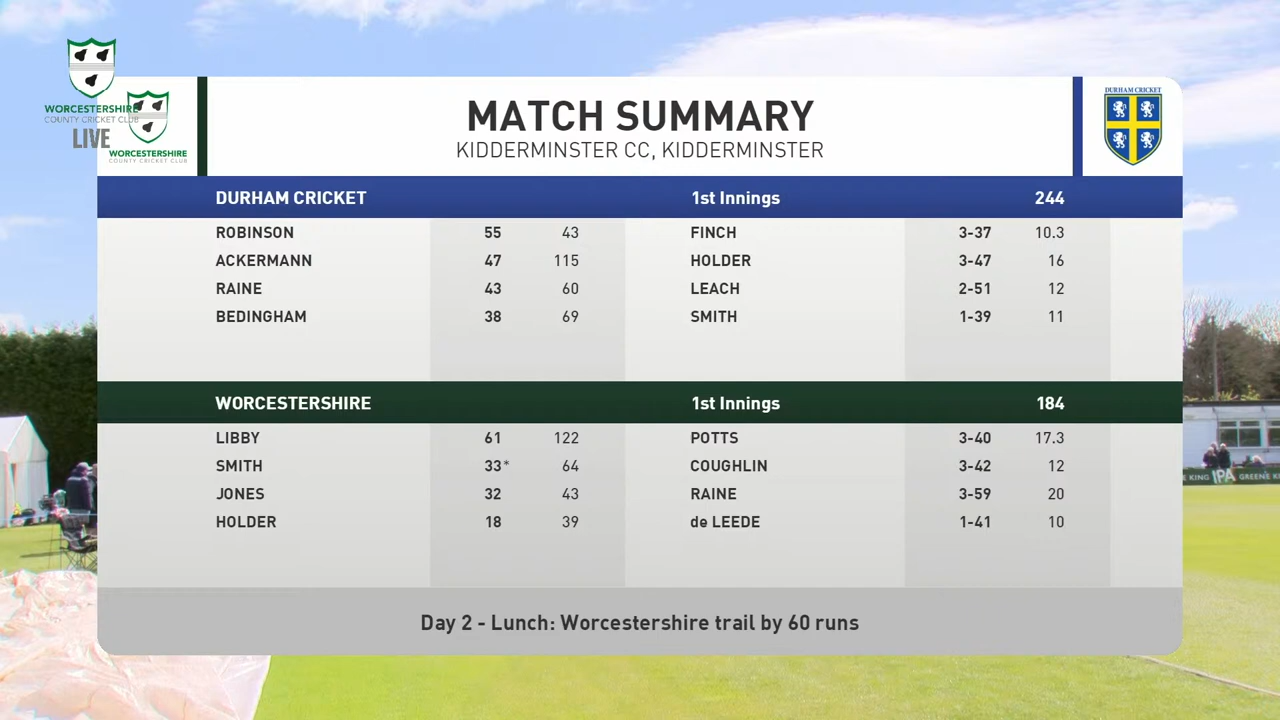 WORCESTERSHIRE
COUNTY CRICKET CLUB
LIVE
WORCESTERSHIRE
COUNTY CRICKET CLUB
MATCH SUMMARY
KIDDERMINSTER CC, KIDDERMINSTER
DURHAM CRICKET
DURHAM CRICKET 1st Innings 244
ROBINSON 55 43 FINCH 3-37 10.3
ACKERMANN 47 115 HOLDER 3-47 16
RAINE 43 60 LEACH 2-51 12
BEDINGHAM 38 69 SMITH 1-39 11
WORCESTERSHIRE 1st Innings 184
LIBBY 61 122 POTTS 3-40 17.3
SMITH 33* 64 COUGHLIN 3-42 12
JONES 32 43 RAINE 3-59 20
HOLDER 18 39 de LEEDE 1-41 10
Day 2 - Lunch: Worcestershire trail by 60 runs
E KING IPA GREENE KI